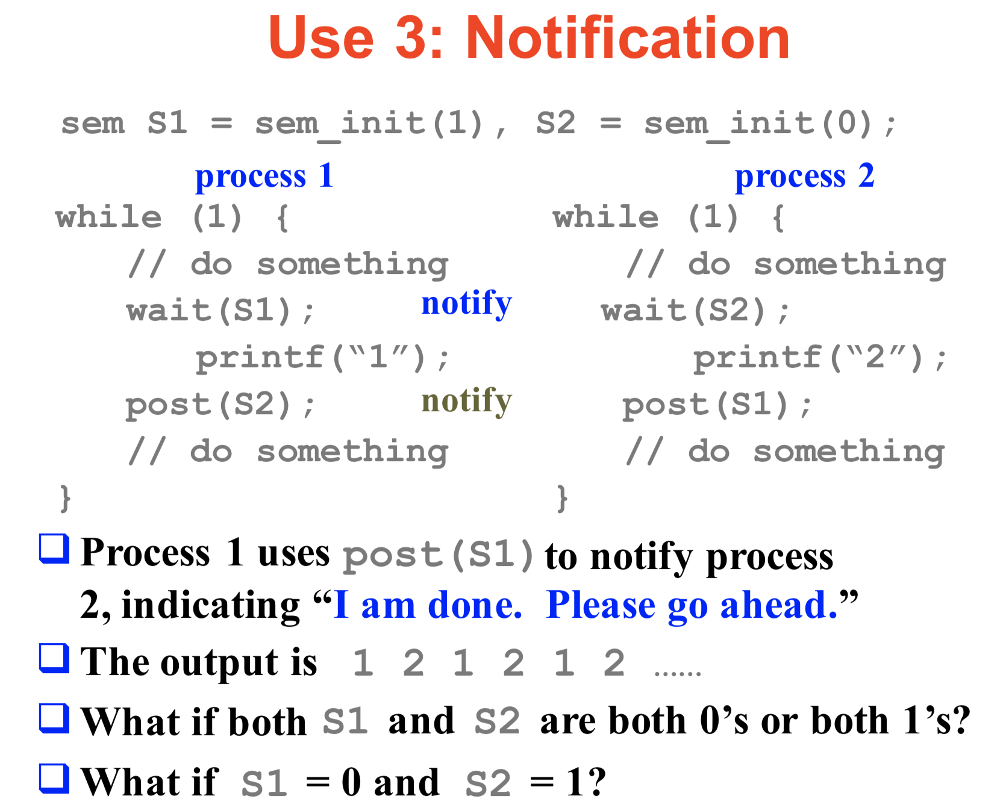 Use 3: Notification
sem S1 = sem_init(1), S2 = sem_init(0);
process 1 process 2
while (1) { while (1) {
// do something // do something
wait(S1); notify wait(S2);
printf(“1”); printf(“2”);
post(S2); notify post(S1);
// do something // do something
} }
❑ Process 1 uses post(S1) to notify process
2, indicating “I am done. Please go ahead.”
❑ The output is 1 2 1 2 1 2 ……
❑ What if both S1 and S2 are both 0’s or both 1’s?
❑ What if S1 = 0 and S2 = 1?